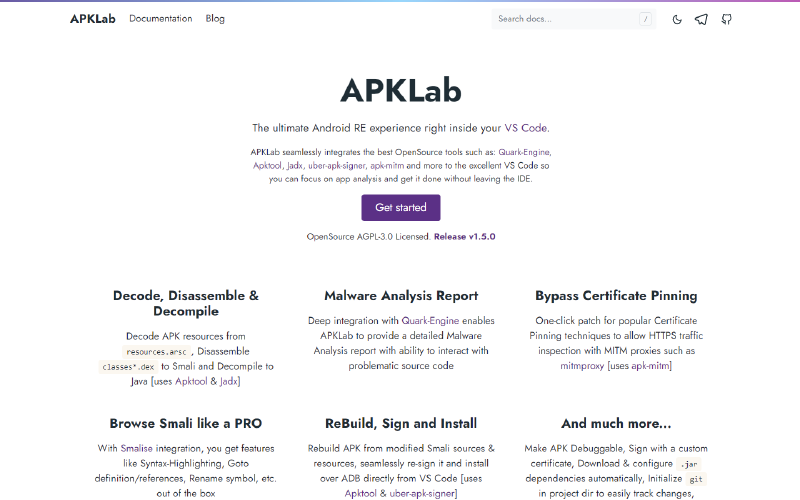 APKLab Documentation Blog Search docs... /
APKLab
The ultimate Android RE experience right inside your VS Code.
APKLab seamlessly integrates the best OpenSource tools such as: Quark-Engine,
Apktool, Jadx, uber-apk-signer, apk-mitm and more to the excellent VS Code so
you can focus on app analysis and get it done without leaving the IDE.
Get started
OpenSource AGPL-3.0 Licensed. Release v1.5.0
Decode, Disassemble &
Decompile
Decode APK resources from
resources.arsc , Disassemble
classes*.dex to Smali and Decompile to
Java [uses Apktool & Jadx]
Malware Analysis Report
Deep integration with Quark-Engine enables
APKLab to provide a detailed Malware
Analysis report with ability to interact with
problematic source code
Bypass Certificate Pinning
One-click patch for popular Certificate
Pinning techniques to allow HTTPS traffic
inspection with MITM proxies such as
mitmproxy [uses apk-mitm]
Browse Smali like a PRO
With Smalise integration, you get features
like Syntax-Highlighting, Goto
definition/references, Rename symbol, etc.
out of the box
ReBuild, Sign and Install
Rebuild APK from modified Smali sources &
resources, seamlessly re-sign it and install
over ADB directly from VS Code [uses
Apktool & uber-apk-signer]
And much more...
Make APK Debuggable, Sign with a custom
certificate, Download & configure .jar
dependencies automatically, Initialize git
in project dir to easily track changes,